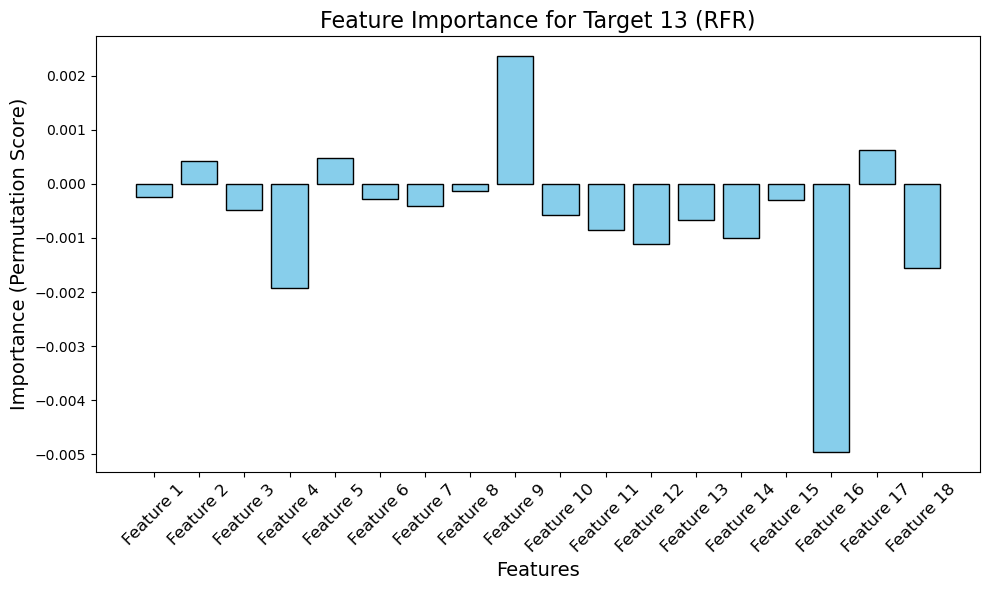 Feature Importance for Target 13 (RFR)
Importance (Permutation Score)
0.002
0.001
0.000
−0.001
−0.002
−0.003
−0.004
−0.005
Feature 1
Feature 2
Feature 3
Feature 4
Feature 5
Feature 6
Feature 7
Feature 8
Feature 9
Feature 10
Feature 11
Feature 12
Feature 13
Feature 14
Feature 15
Feature 16
Feature 17
Feature 18
Features